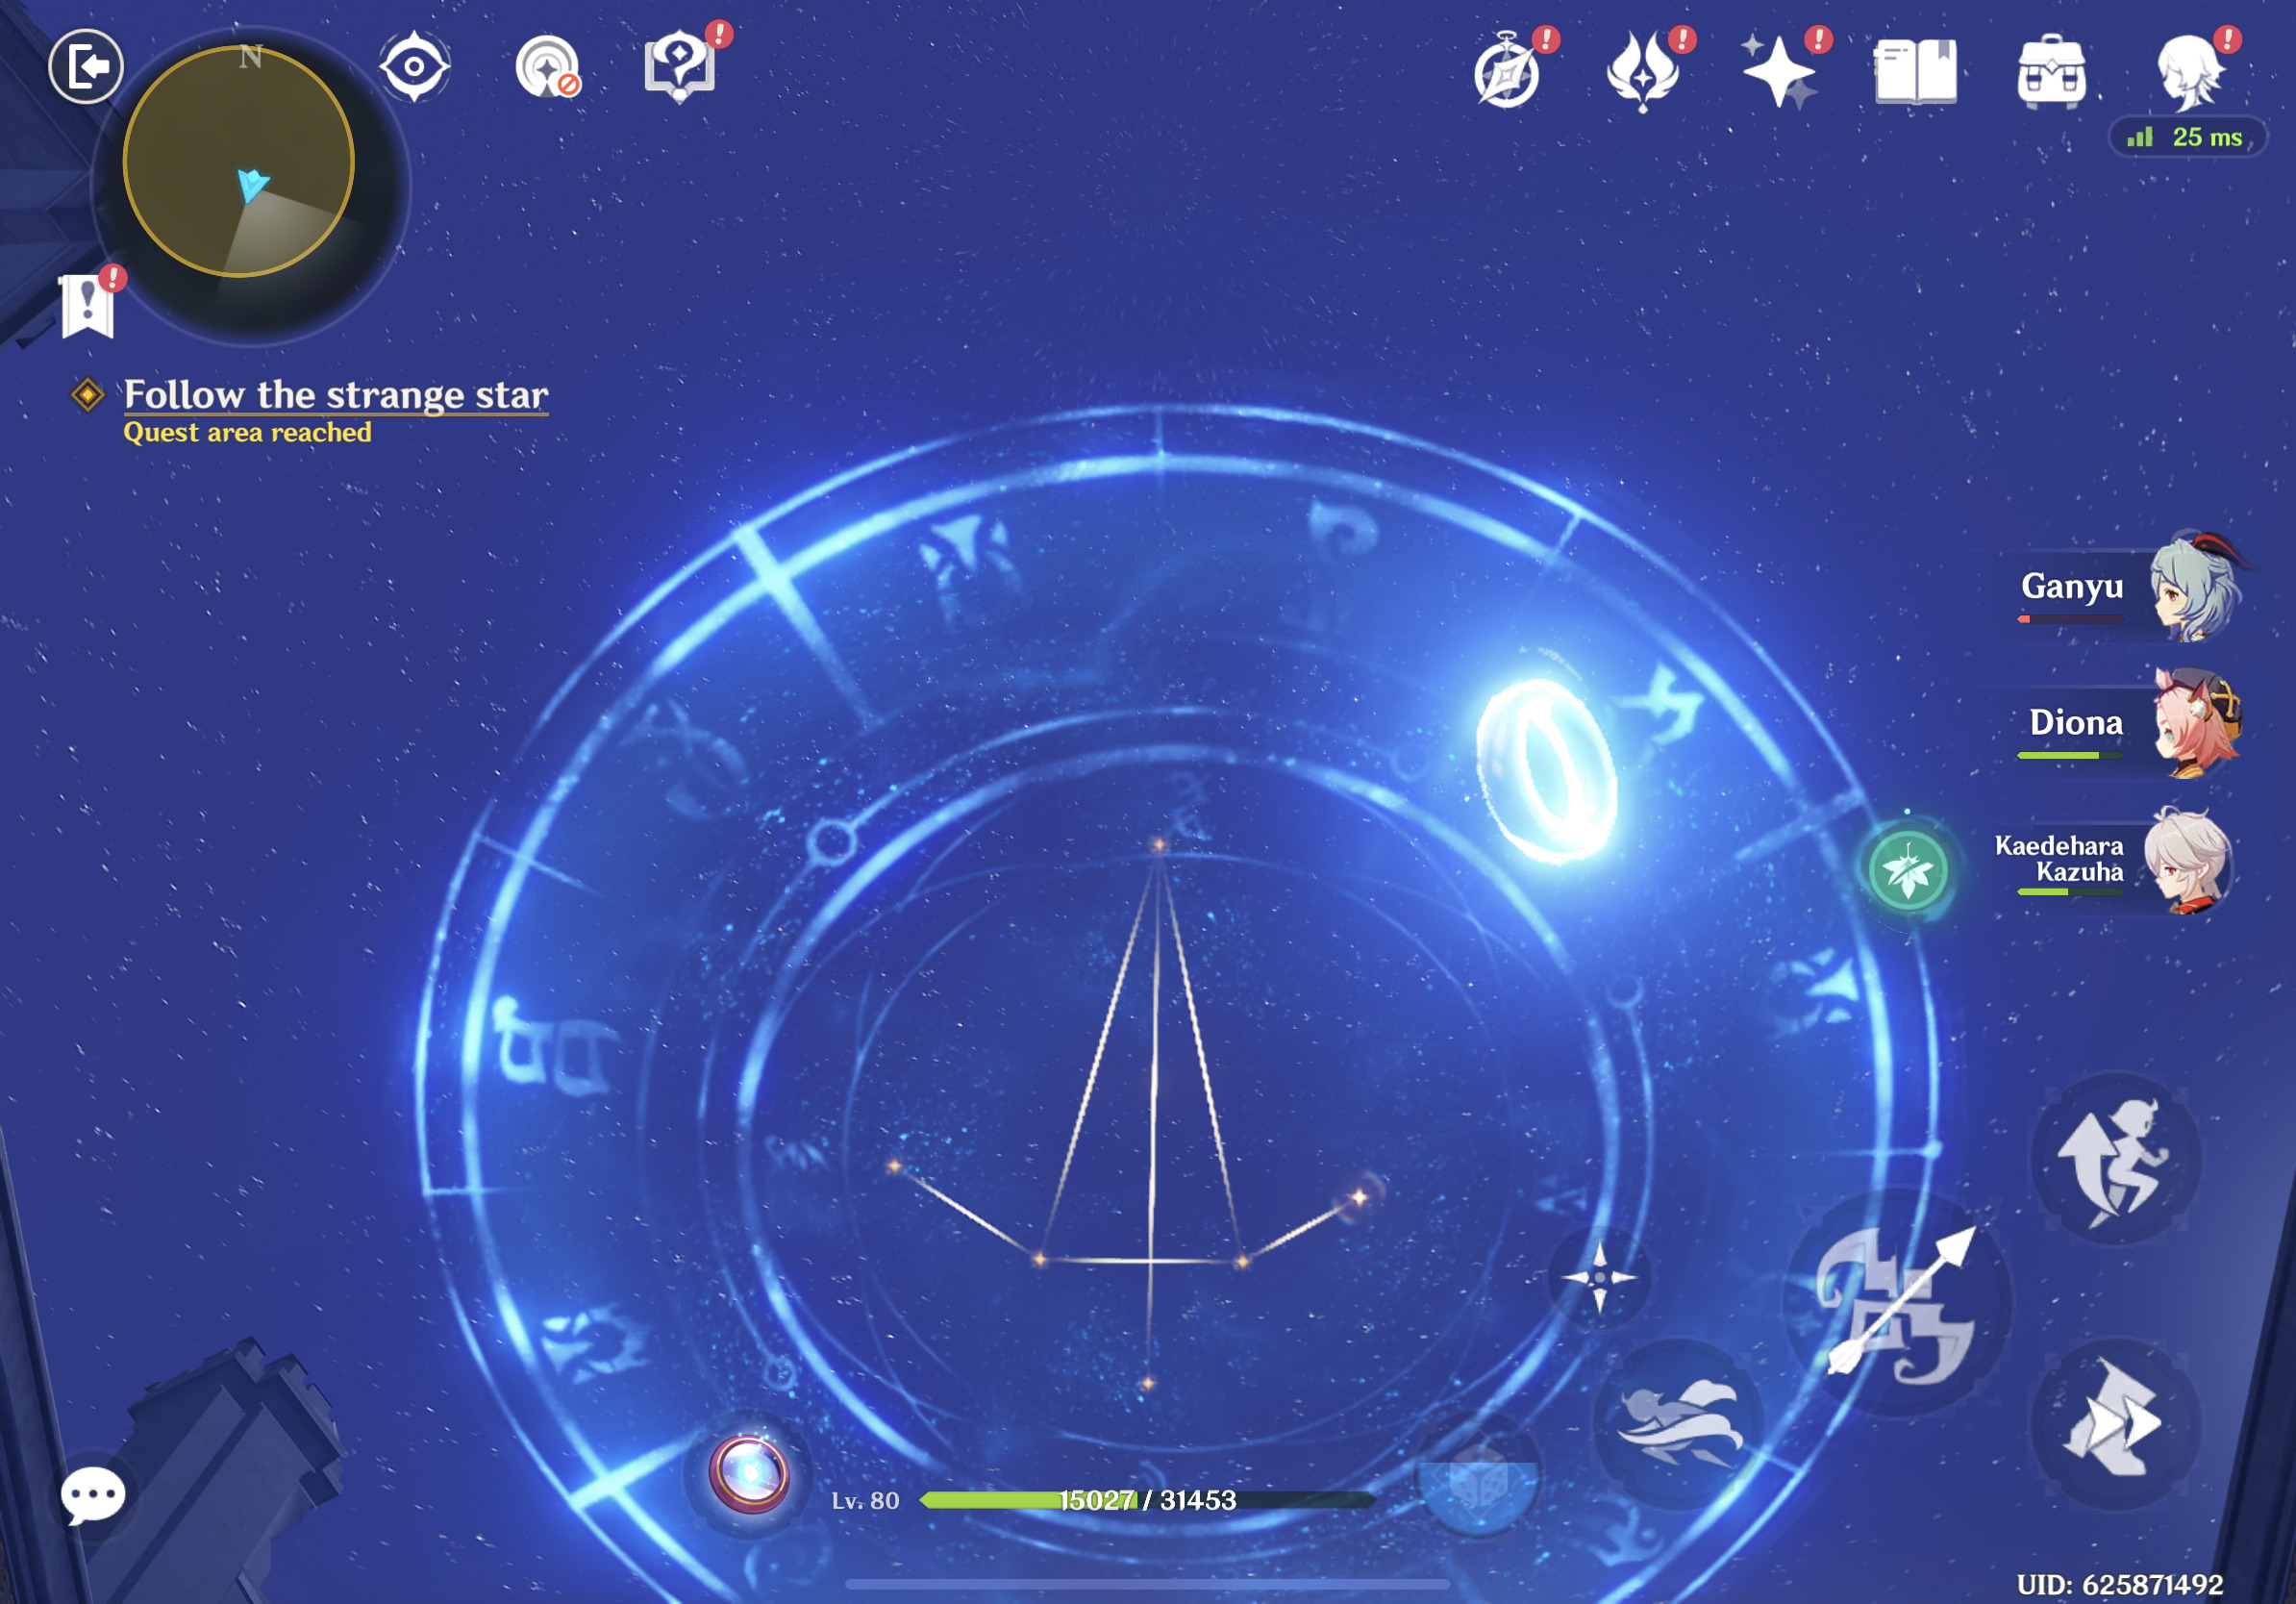 N
25 ms
Follow the strange star
Quest area reached
Ganyu
Diona
Kaedehara
Kazuha
Lv. 80
15027 / 31453
UID: 625871492